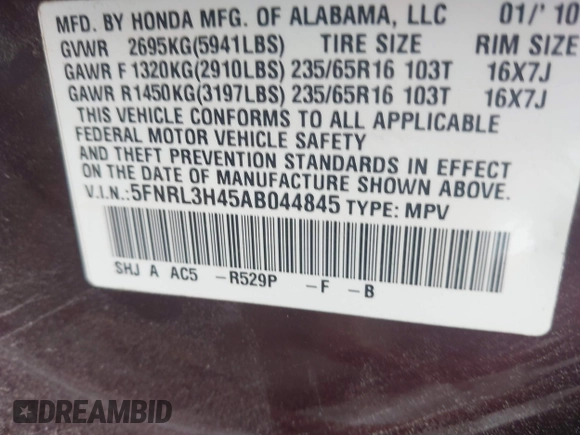 MFD. BY HONDA MFG. OF ALABAMA, LLC 01/'10
GVWR 2695KG(5941LBS) TIRE SIZE RIM SIZE
GAWR F 1320KG(2910LBS) 235/65R16 103T 16X7J
GAWR R1450KG(3197LBS) 235/65R16 103T 16X7J
THIS VEHICLE CONFORMS TO ALL APPLICABLE
FEDERAL MOTOR VEHICLE SAFETY
AND THEFT PREVENTION STANDARDS IN EFFECT
ON THE DATE OF MANUFACTURE SHOWN ABOVE.
V.I.N.:5FNRL3H45AB044845 TYPE: MPV
SHJ A AC5 -R529P -F -B
DREAMBID